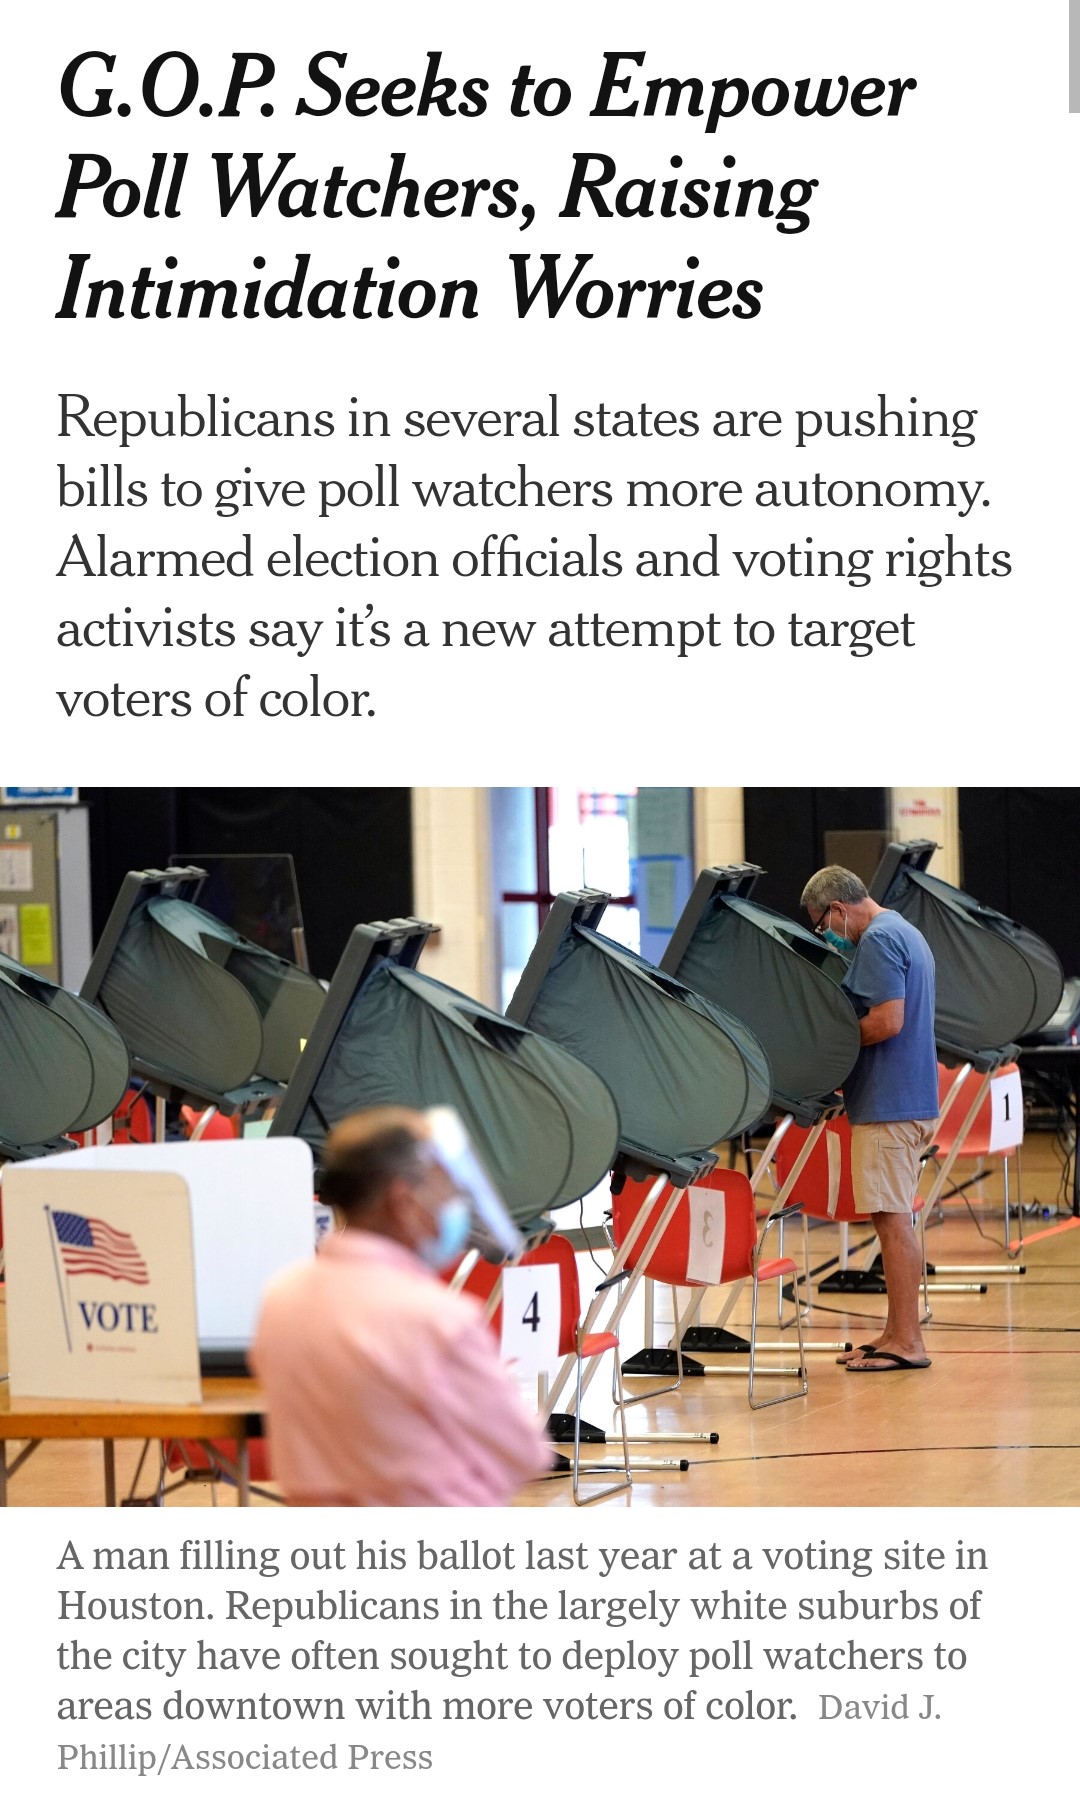 G.O.P. Seeks to Empower
Poll Watchers, Raising
Intimidation Worries
Republicans in several states are pushing
bills to give poll watchers more autonomy.
Alarmed election officials and voting rights
activists say it's a new attempt to target
voters of color.
1
3
4
VOTE
A man filling out his ballot last year at a voting site in
Houston. Republicans in the largely white suburbs of
the city have often sought to deploy poll watchers to
areas downtown with more voters of color. David J.
Phillip/Associated Press